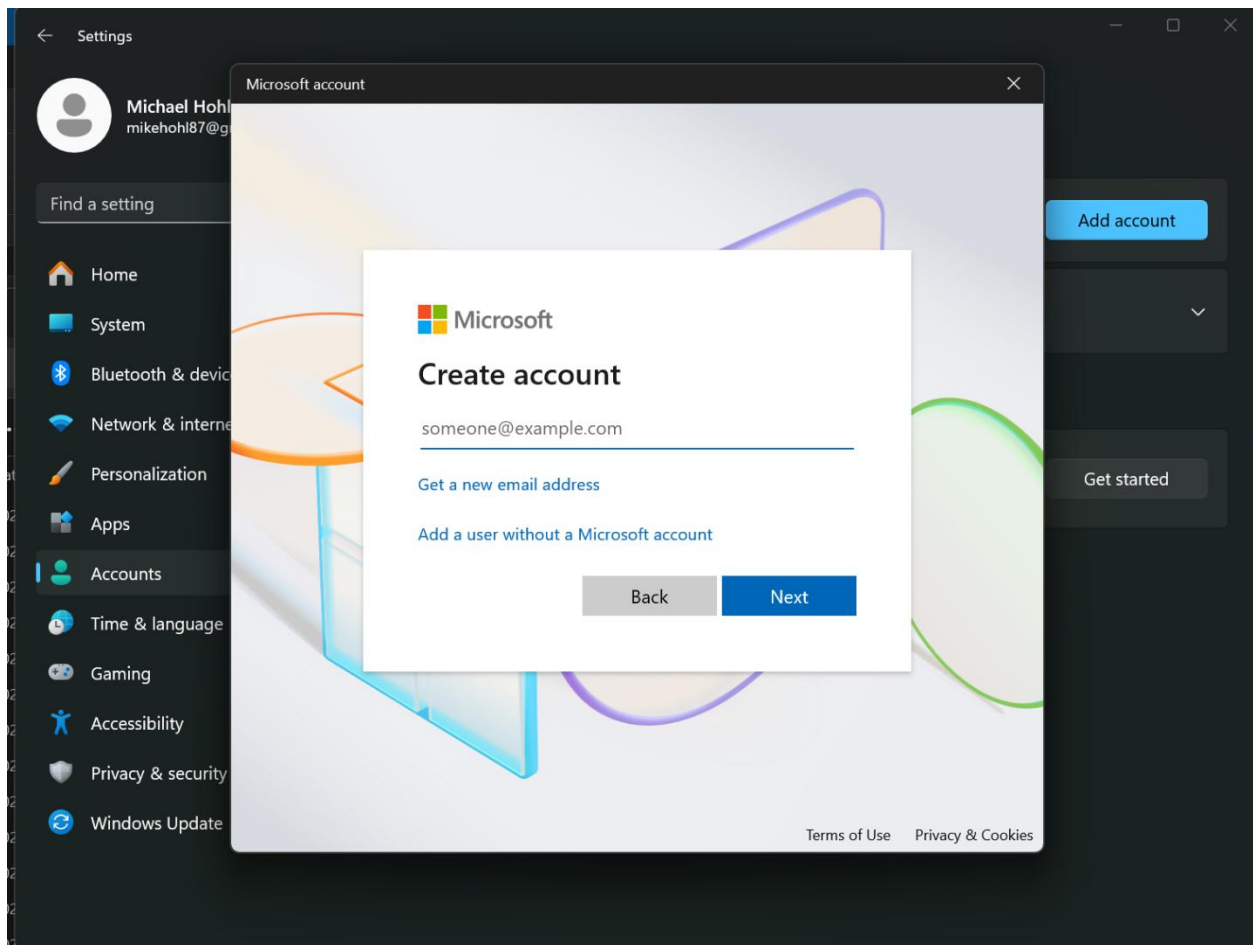 Settings
Michael Hohl
mikehohl87@g
Find a setting
Home
System
Bluetooth & devic
Network & interne
Personalization
Apps
Accounts
Time & language
Gaming
Accessibility
Privacy & security
Windows Update
Microsoft account
Microsoft
Create account
someone@example.com
Get a new email address
Add a user without a Microsoft account
Back Next
Terms of Use Privacy & Cookies
Add account
Get started